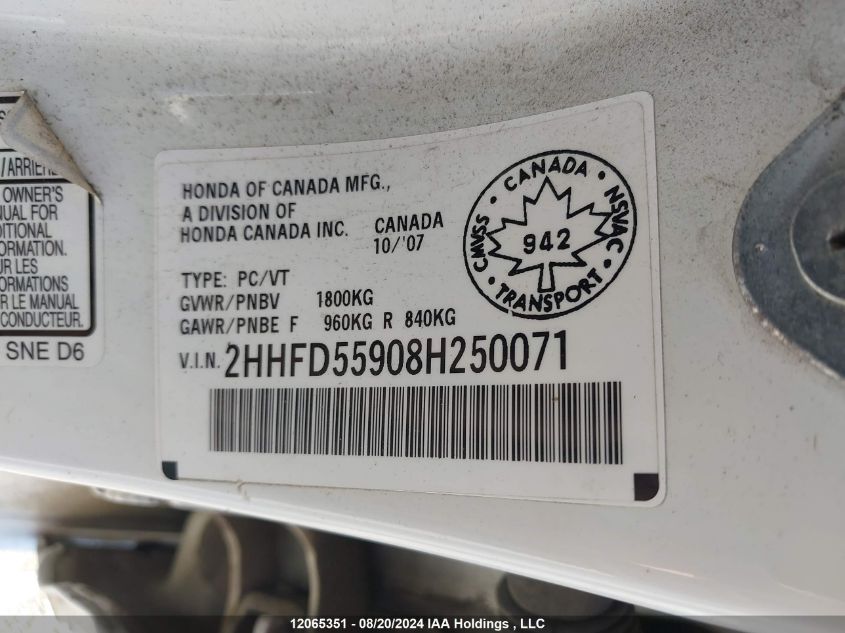 /ARRIERE
OWNER'S
UAL FOR
DITIONAL
ORMATION.
UR LES
ORMATIONS
R LE MANUAL
CONDUCTEUR.
SNE D6
HONDA OF CANADA MFG.,
A DIVISION OF
HONDA CANADA INC. CANADA
10/'07
TYPE: PC/VT
GVWR/PNBV 1800KG
GAWR/PNBE F 960KG R 840KG
V.I.N. 2HHFD55908H250071
CANADA
CMVSS NSVAC
942
TRANSPORT
12065351 - 08/20/2024 IAA Holdings , LLC